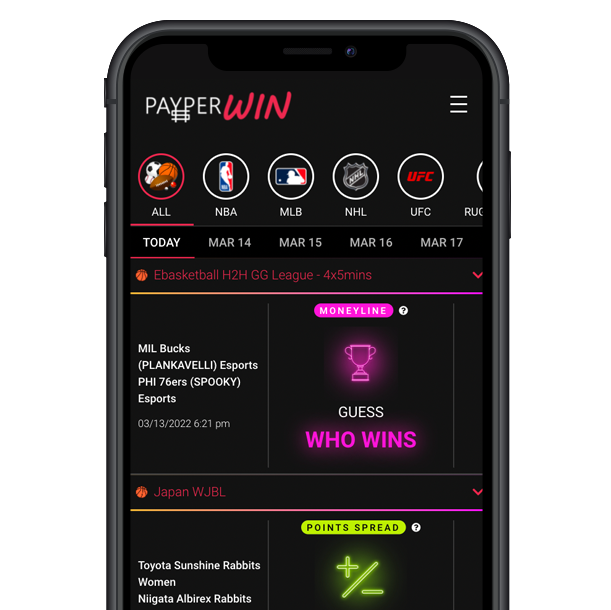 PAYPERWIN
ALL NBA MLB NHL UFC RUG
TODAY MAR 14 MAR 15 MAR 16 MAR 17
Ebasketball H2H GG League - 4x5mins
MONEYLINE ?
MIL Bucks
(PLANKAVELLI) Esports
PHI 76ers (SPOOKY)
Esports
03/13/2022 6:21 pm
GUESS
WHO WINS
Japan WJBL
POINTS SPREAD ?
Toyota Sunshine Rabbits
Women
Niigata Albirex Rabbits